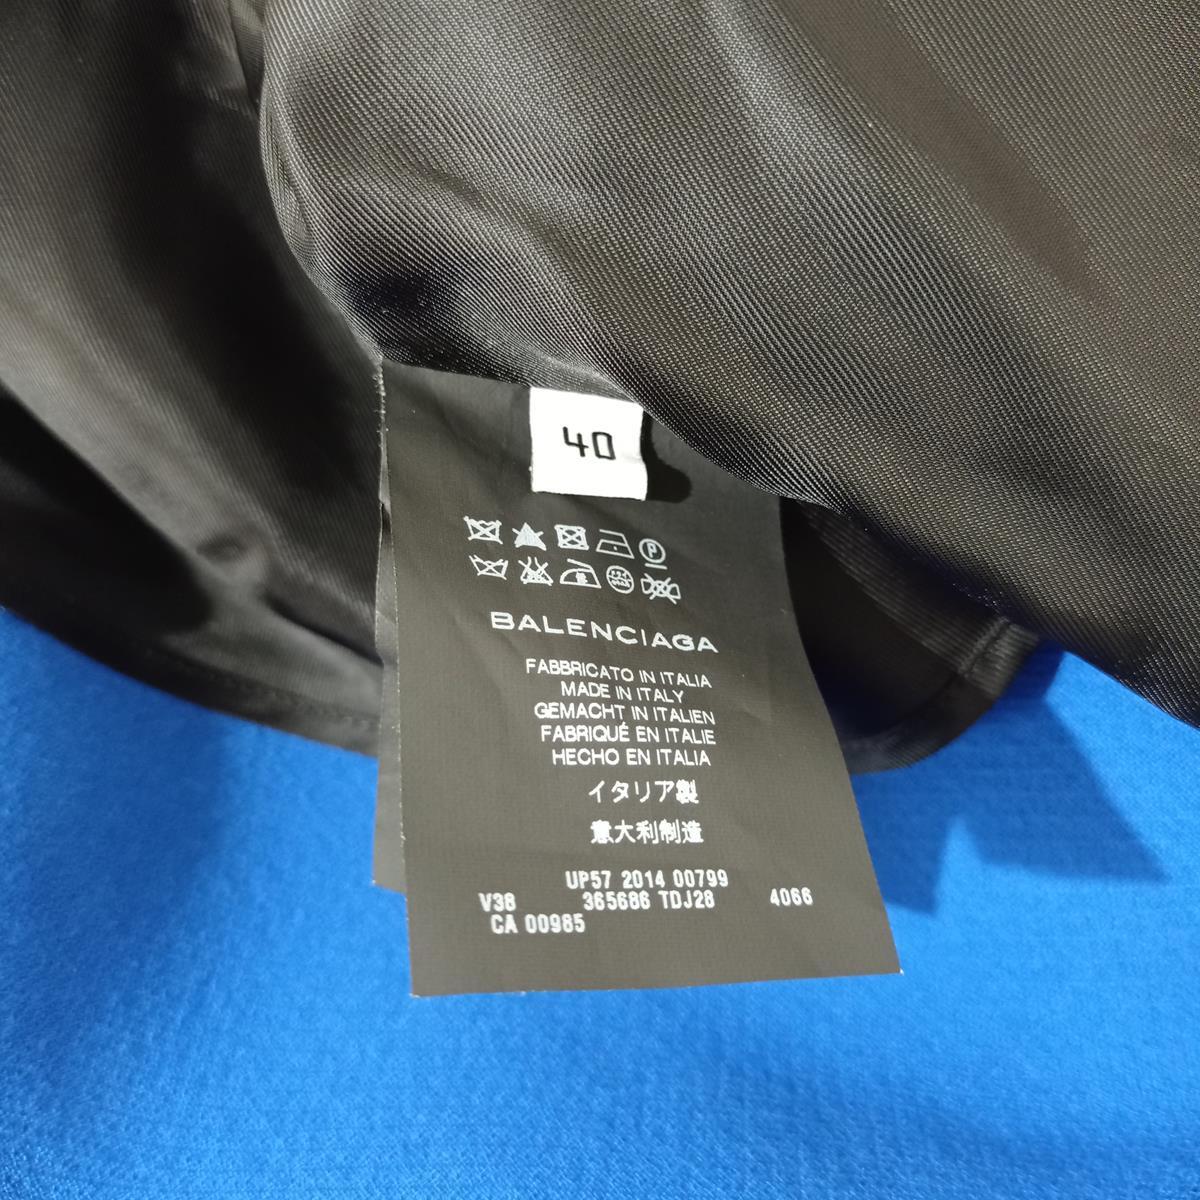 40
P
BALENCIAGA
FABBRICATO IN ITALIA
MADE IN ITALY
GEMACHT IN ITALIEN
FABRIQUÉ EN ITALIE
HECHO EN ITALIA
イタリア製
意大利制造
UP57 2014 00799
V38 365686 TDJ28 4066
CA 00985